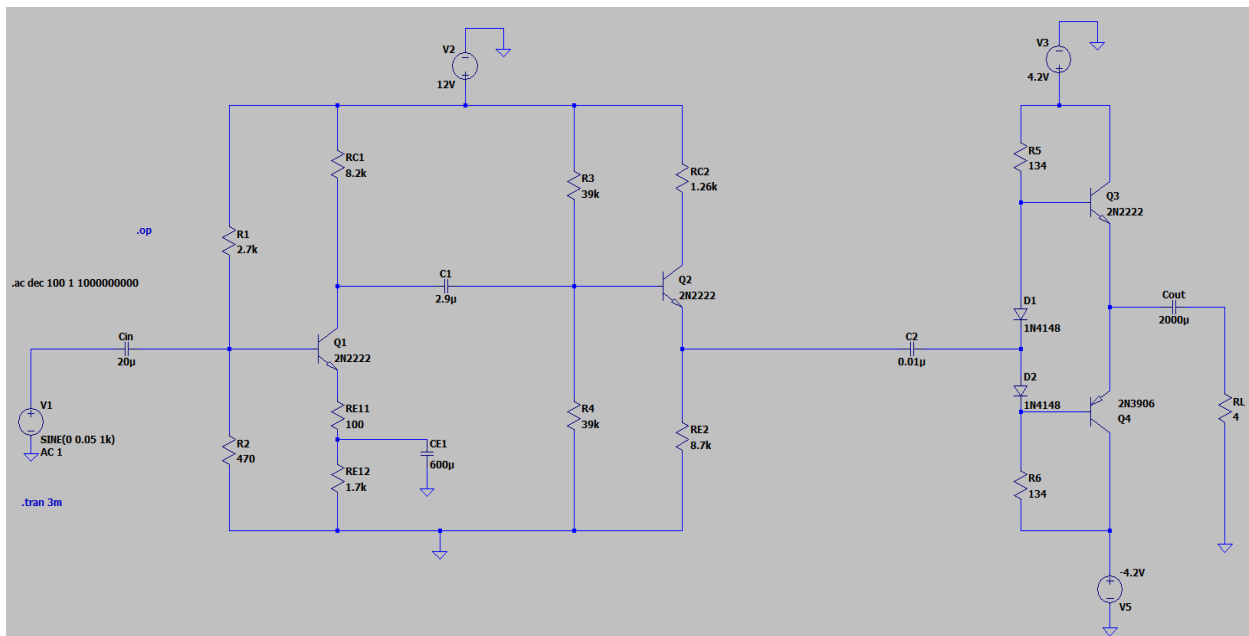 V2
12V
V3
4.2V
RC1
8.2k
R3
39k
RC2
1.26k
R5
134
Q3
2N2222
.op
R1
2.7k
.ac dec 100 1 1000000000
C1
2.9µ
Q2
2N2222
D1
1N4148
Cout
2000µ
Cin
20µ
Q1
2N2222
C2
0.01µ
D2
1N4148
2N3906
Q4
V1
SINE(0 0.05 1k)
AC 1
RE11
100
CE1
600µ
R2
470
RE12
1.7k
R4
39k
RE2
8.7k
RL
4
R6
134
.tran 3m
-4.2V
V5